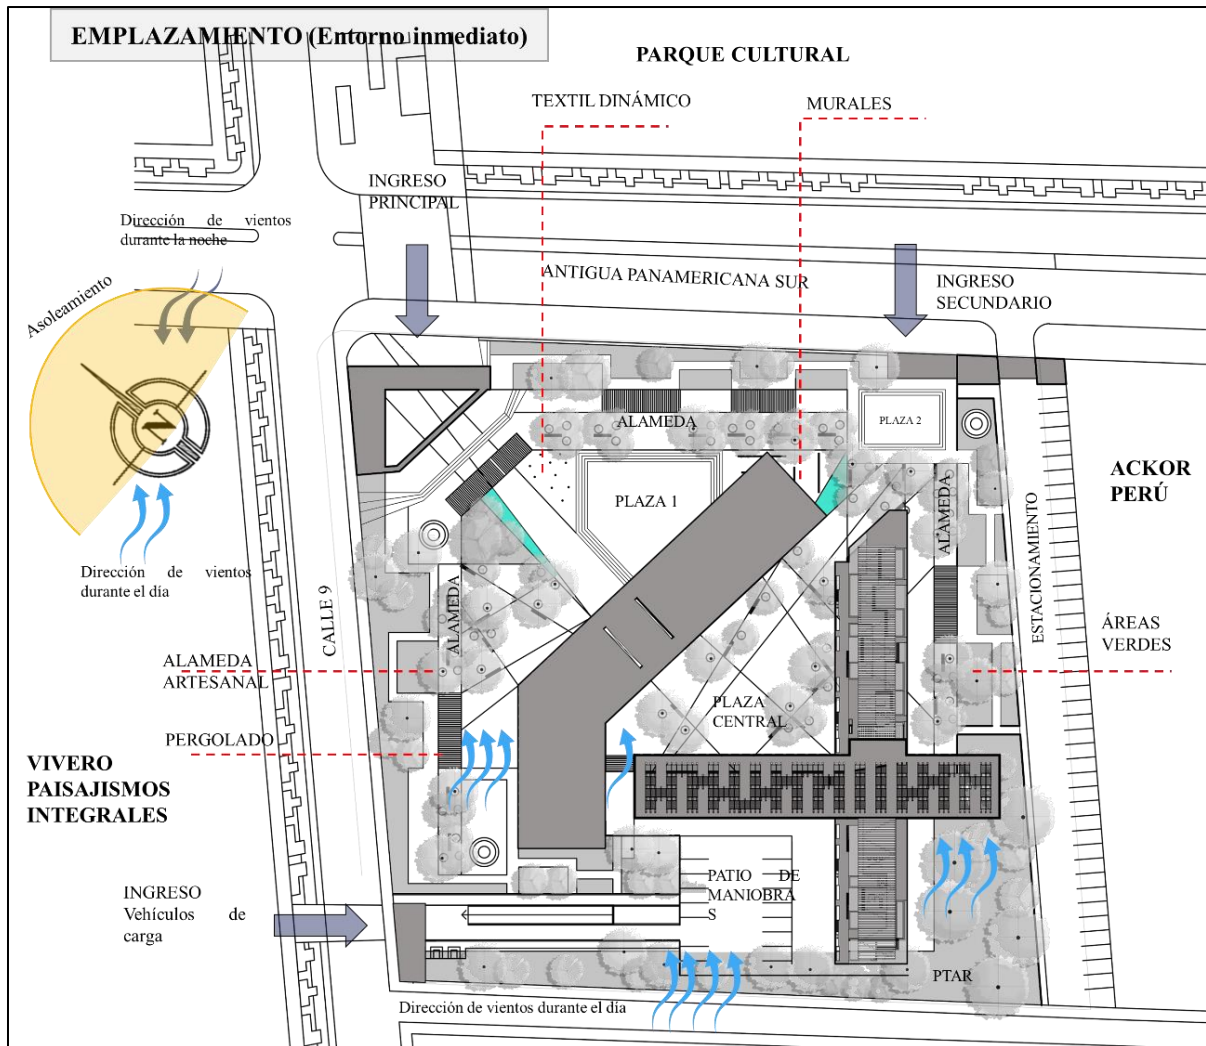 EMPLAZAMIENTO (Entorno inmediato)
PARQUE CULTURAL
TEXTIL DINÁMICO
MURALES
INGRESO
PRINCIPAL
Dirección de vientos
durante la noche
ANTIGUA PANAMERICANA SUR
INGRESO
SECUNDARIO
Asoleamiento
N
ALAMEDA
PLAZA 2
PLAZA 1
ACKOR
PERÚ
ALAMEDA
ESTACIONAMIENTO
Dirección de vientos
durante el día
CALLE 9
ALAMEDA
ÁREAS
VERDES
ALAMEDA
ARTESANAL
PLAZA
CENTRAL
PERGOLADO
VIVERO
PAISAJISMOS
INTEGRALES
INGRESO
Vehículos de
carga
PATIO DE
MANIOBRA
S
PTAR
Dirección de vientos durante el día